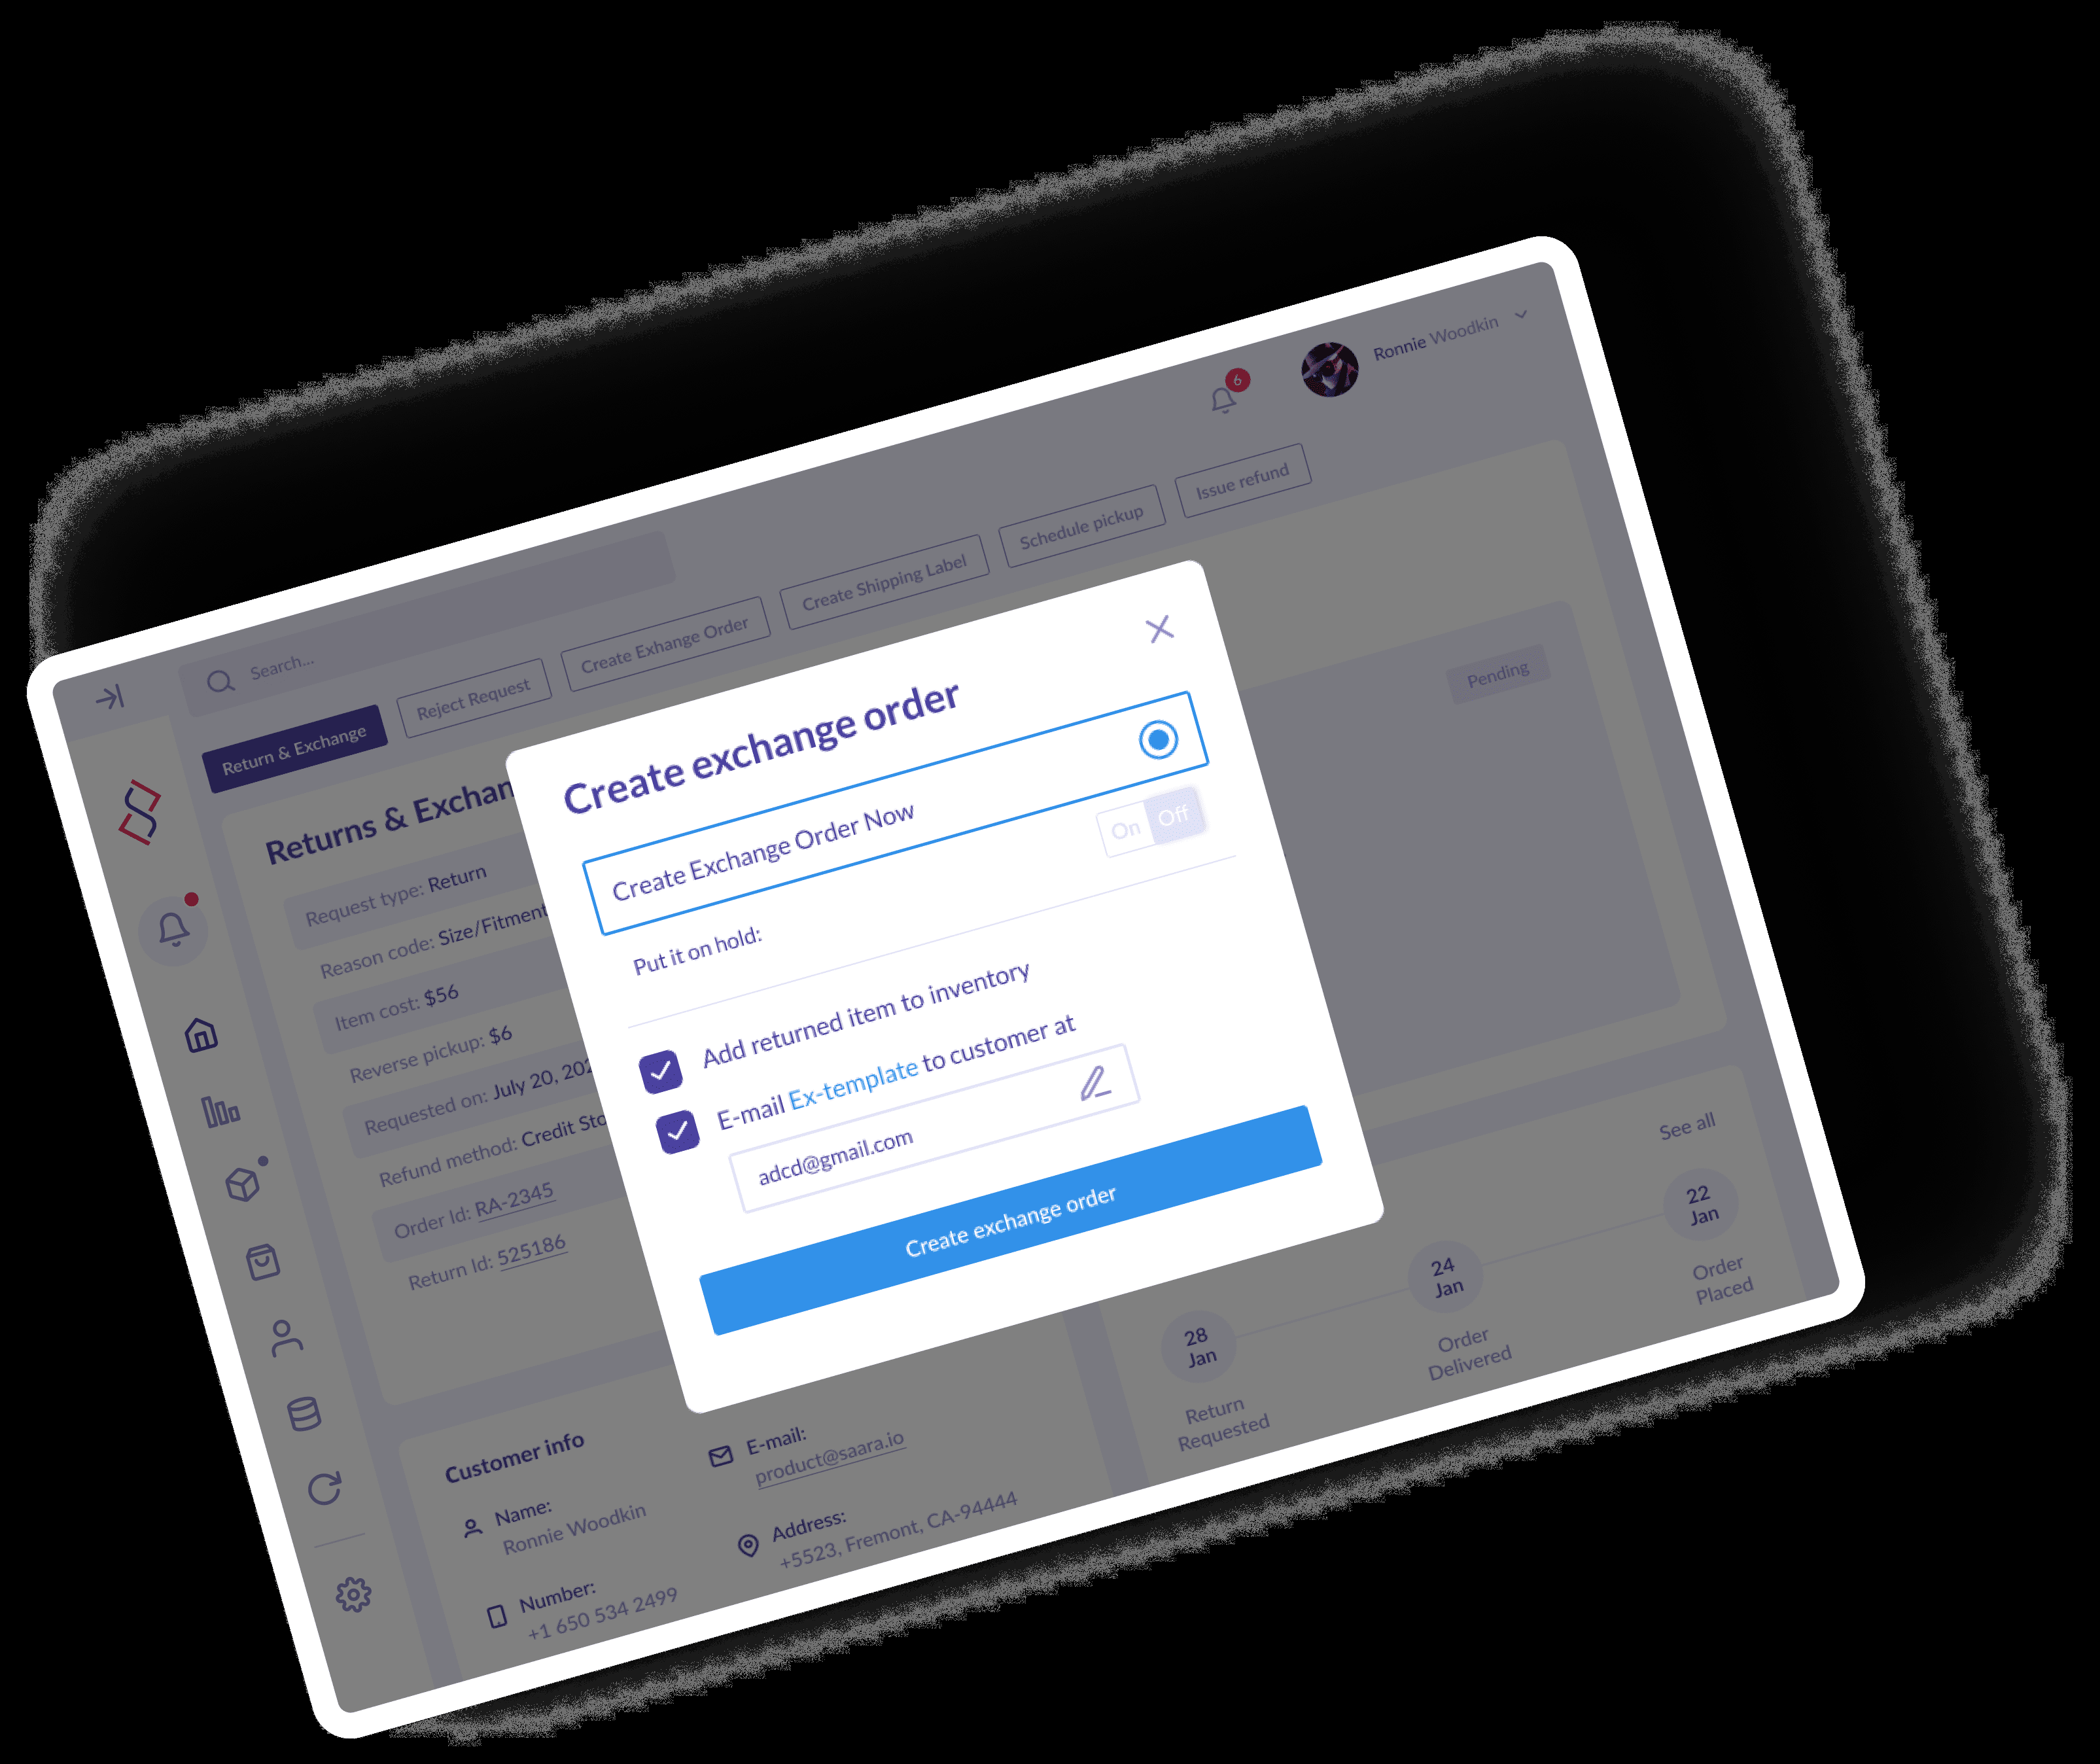 6
Ronnie Woodkin
Search...
Return & Exchange
Reject Request
Create Exhange Order
Create Shipping Label
Schedule pickup
Issue refund
Returns & Exchan
Pending
Request type: Return
Reason code: Size/Fitment
Item cost: $56
Reverse pickup: $6
Requested on: July 20, 202
Refund method: Credit Sto
Order Id: RA-2345
Return Id: 525186
Create exchange order
Create Exchange Order Now
Put it on hold:
On Off
Add returned item to inventory
E-mail Ex-template to customer at
adcd@gmail.com
Create exchange order
See all
28
Jan
Return
Requested
24
Jan
Order
Delivered
22
Jan
Order
Placed
Customer info
Name:
Ronnie Woodkin
E-mail:
product@saara.io
Number:
+1 650 534 2499
Address:
+5523, Fremont, CA-94444